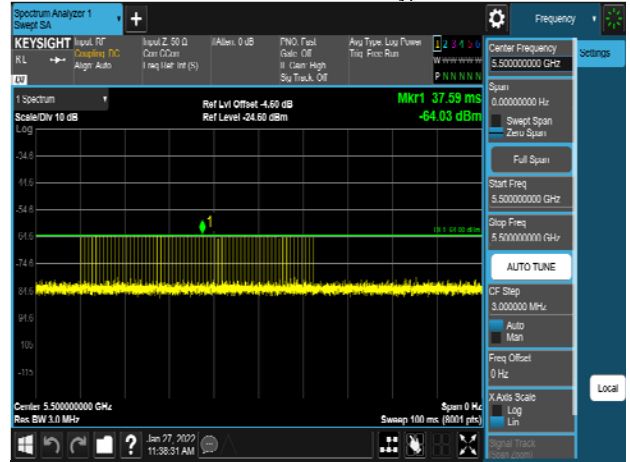 Spectrum Analyzer 1
Swept SA
Frequency
KEYSIGHT
Input: RF
Input Z: 50 Ω
#Atten: 0 dB
PNO: Fast
Avg Type: Log Power
1 2 3 4 5 6
RL
Coupling: DC
Corr CCorr
Gate: Off
Trig: Free Run
Align: Auto
Freq Ref: Int (S)
IF Gain: High
W W W W W W
Sig Track: Off
P N N N N N
Settings
Center Frequency
5.500000000 GHz
Span
0.00000000 Hz
Swept Span
Zero Span
Full Span
Start Freq
5.500000000 GHz
Stop Freq
5.500000000 GHz
AUTO TUNE
CF Step
3.000000 MHz
Auto
Man
Freq Offset
0 Hz
X Axis Scale
Log
Lin
Signal Track
(Span Zoom)
Local
1 Spectrum
Scale/Div 10 dB
Ref Lvl Offset -4.60 dB
Ref Level -24.60 dBm
Mkr1 37.59 ms
-64.03 dBm
Log
-34.6
-54.6
-74.6
-84.6
-94.6
-105
-115
1
Center 5.500000000 GHz
Res BW 3.0 MHz
Span 0 Hz
Sweep 100 ms (8001 pts)
?
Jan 27, 2022
11:38:31 AM